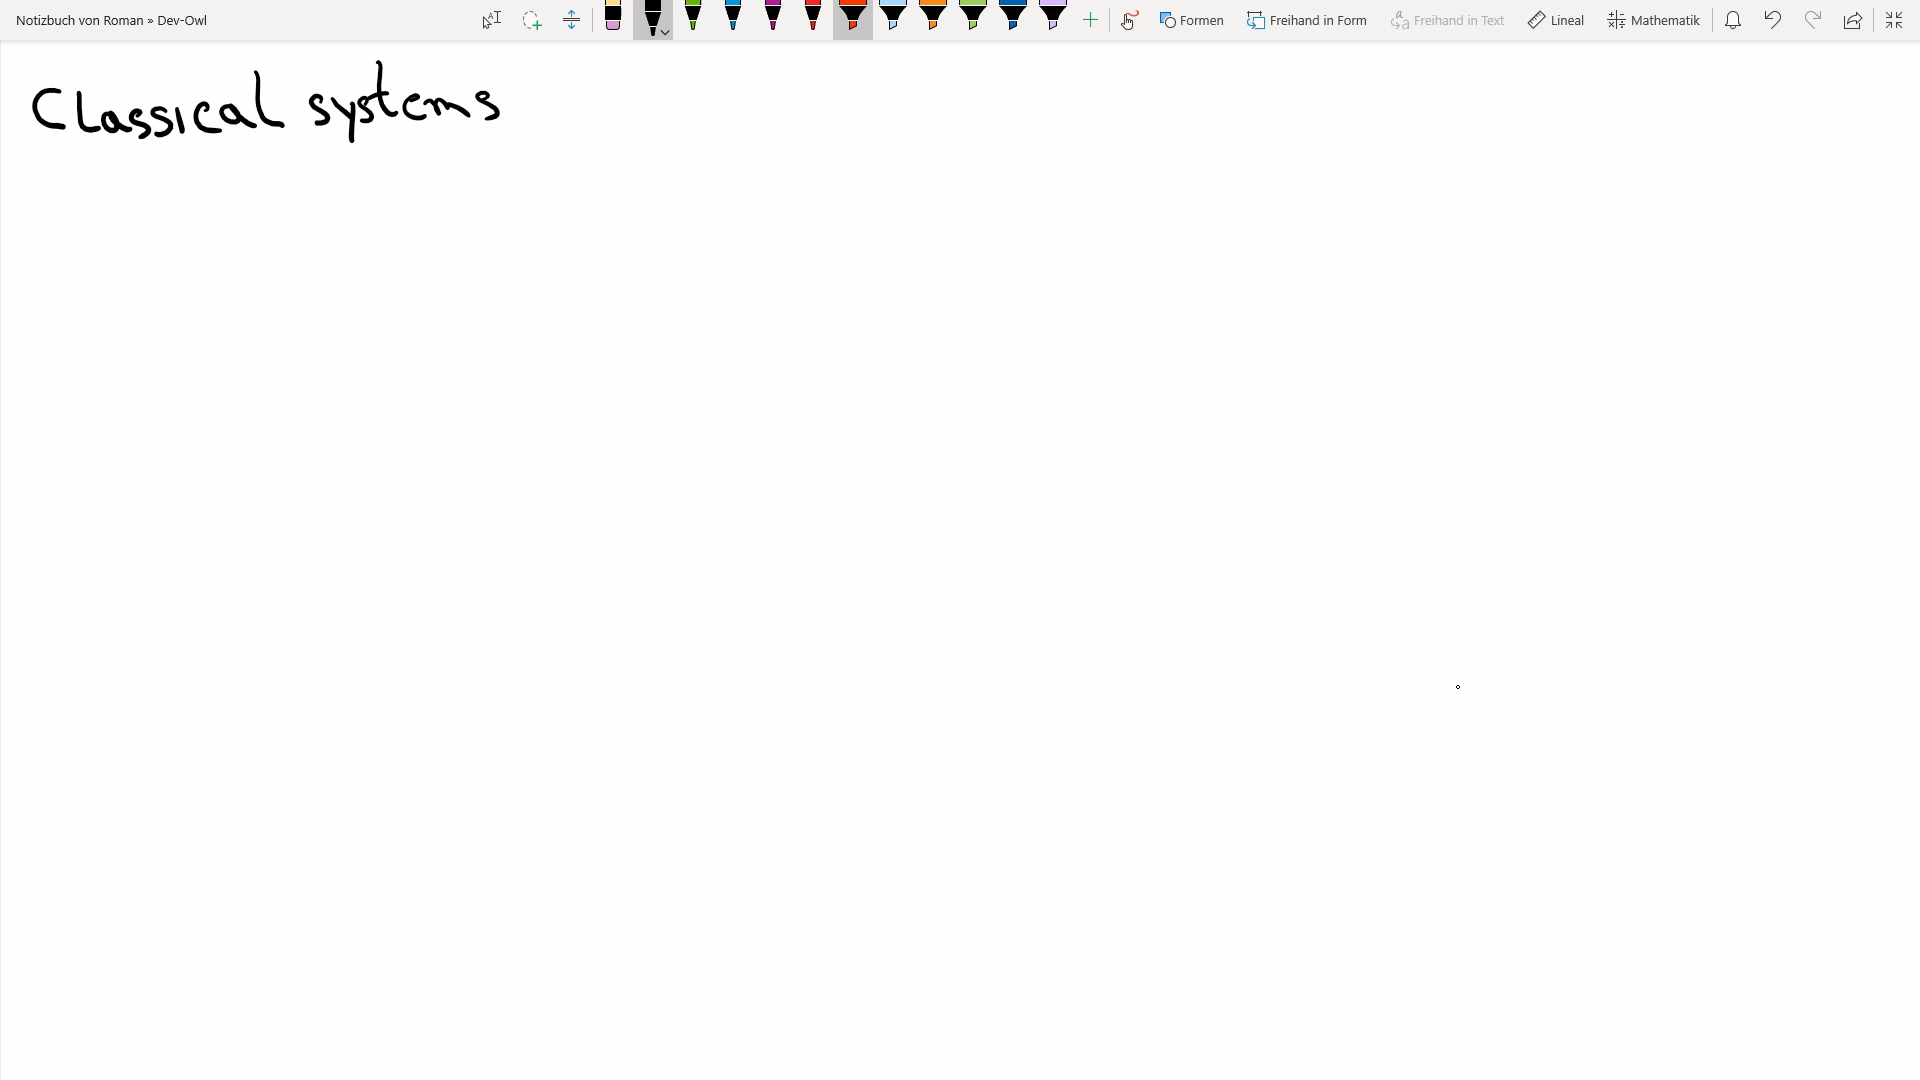 Notizbuch von Roman » Dev-Owl
Formen
Freihand in Form
Freihand in Text
Lineal
Mathematik
Classical systems